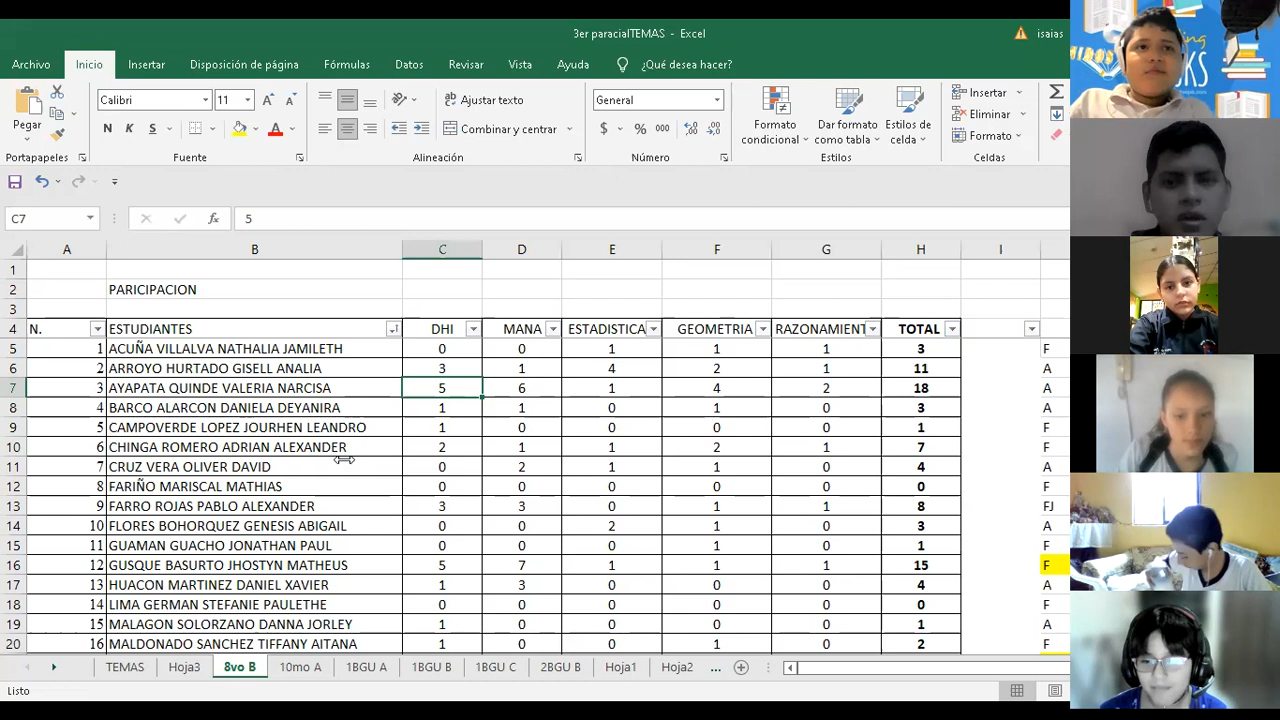 3er paracialTEMAS - Excel
isaias
Archivo Inicio Insertar Disposición de página Fórmulas Datos Revisar Vista Ayuda ¿Qué desea hacer?
Pegar
Calibri 11
N K S
Ajustar texto
Combinar y centrar
General
$ % 000
Formato condicional
Dar formato como tabla
Estilos de celda
Insertar
Eliminar
Formato
Portapapeles Fuente Alineación Número Estilos Celdas
C7 fx 5
A B C D E F G H I
1
2 PARICIPACION
3
4 N. ESTUDIANTES DHI MANA ESTADISTICA GEOMETRIA RAZONAMIENT TOTAL
5 1 ACUÑA VILLALVA NATHALIA JAMILETH 0 0 1 1 1 3 F
6 2 ARROYO HURTADO GISELL ANALIA 3 1 4 2 1 11 A
7 3 AYAPATA QUINDE VALERIA NARCISA 5 6 1 4 2 18 A
8 4 BARCO ALARCON DANIELA DEYANIRA 1 1 0 1 0 3 A
9 5 CAMPOVERDE LOPEZ JOURHEN LEANDRO 1 0 0 0 0 1 F
10 6 CHINGA ROMERO ADRIAN ALEXANDER 2 1 1 2 1 7 F
11 7 CRUZ VERA OLIVER DAVID 0 2 1 1 0 4 A
12 8 FARIÑO MARISCAL MATHIAS 0 0 0 0 0 0 F
13 9 FARRO ROJAS PABLO ALEXANDER 3 3 0 1 1 8 FJ
14 10 FLORES BOHORQUEZ GENESIS ABIGAIL 0 0 2 1 0 3 A
15 11 GUAMAN GUACHO JONATHAN PAUL 0 0 0 1 0 1 F
16 12 GUSQUE BASURTO JHOSTYN MATHEUS 5 7 1 1 1 15 F
17 13 HUACON MARTINEZ DANIEL XAVIER 1 3 0 0 0 4 A
18 14 LIMA GERMAN STEFANIE PAULETHE 0 0 0 0 0 0 F
19 15 MALAGON SOLORZANO DANNA JORLEY 1 0 0 0 0 1 A
20 16 MALDONADO SANCHEZ TIFFANY AITANA 1 0 0 1 0 2 F
TEMAS Hoja3 8vo B 10mo A 1BGU A 1BGU B 1BGU C 2BGU B Hoja1 Hoja2 ...
Listo